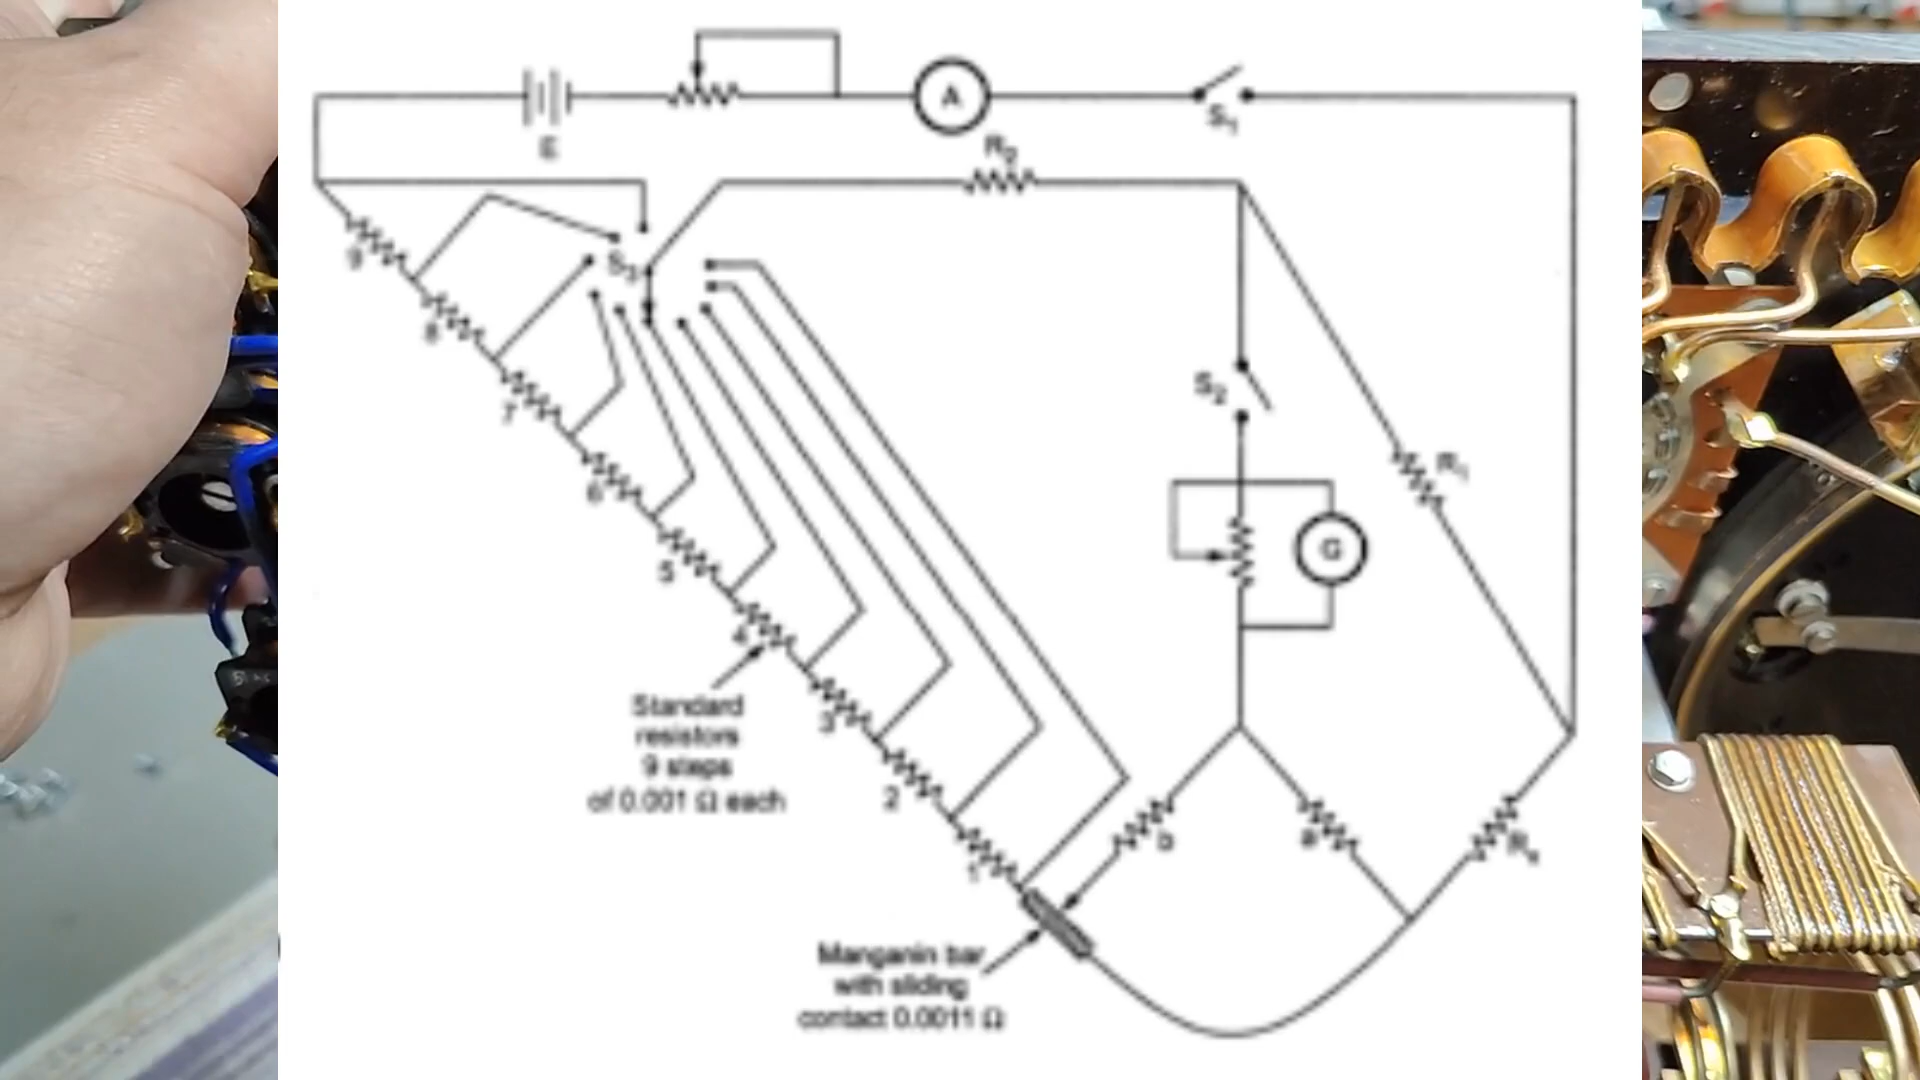 A
E
S₁
R₂
S₃
9
8
S₂
7
R₁
6
G
5
4
Standard
resistors
9 steps
of 0.001 Ω each
3
2
b
a
Rₓ
1
Manganin bar
with sliding
contact 0.0011 Ω